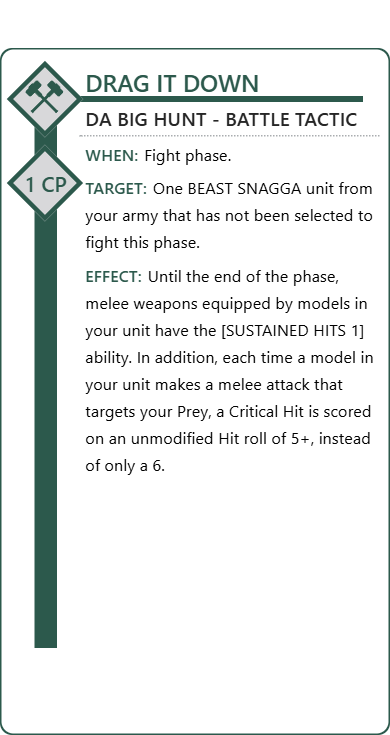 DRAG IT DOWN
DA BIG HUNT - BATTLE TACTIC
WHEN: Fight phase.
1 CP
TARGET: One BEAST SNAGGA unit from
your army that has not been selected to
fight this phase.
EFFECT: Until the end of the phase,
melee weapons equipped by models in
your unit have the [SUSTAINED HITS 1]
ability. In addition, each time a model in
your unit makes a melee attack that
targets your Prey, a Critical Hit is scored
on an unmodified Hit roll of 5+, instead
of only a 6.